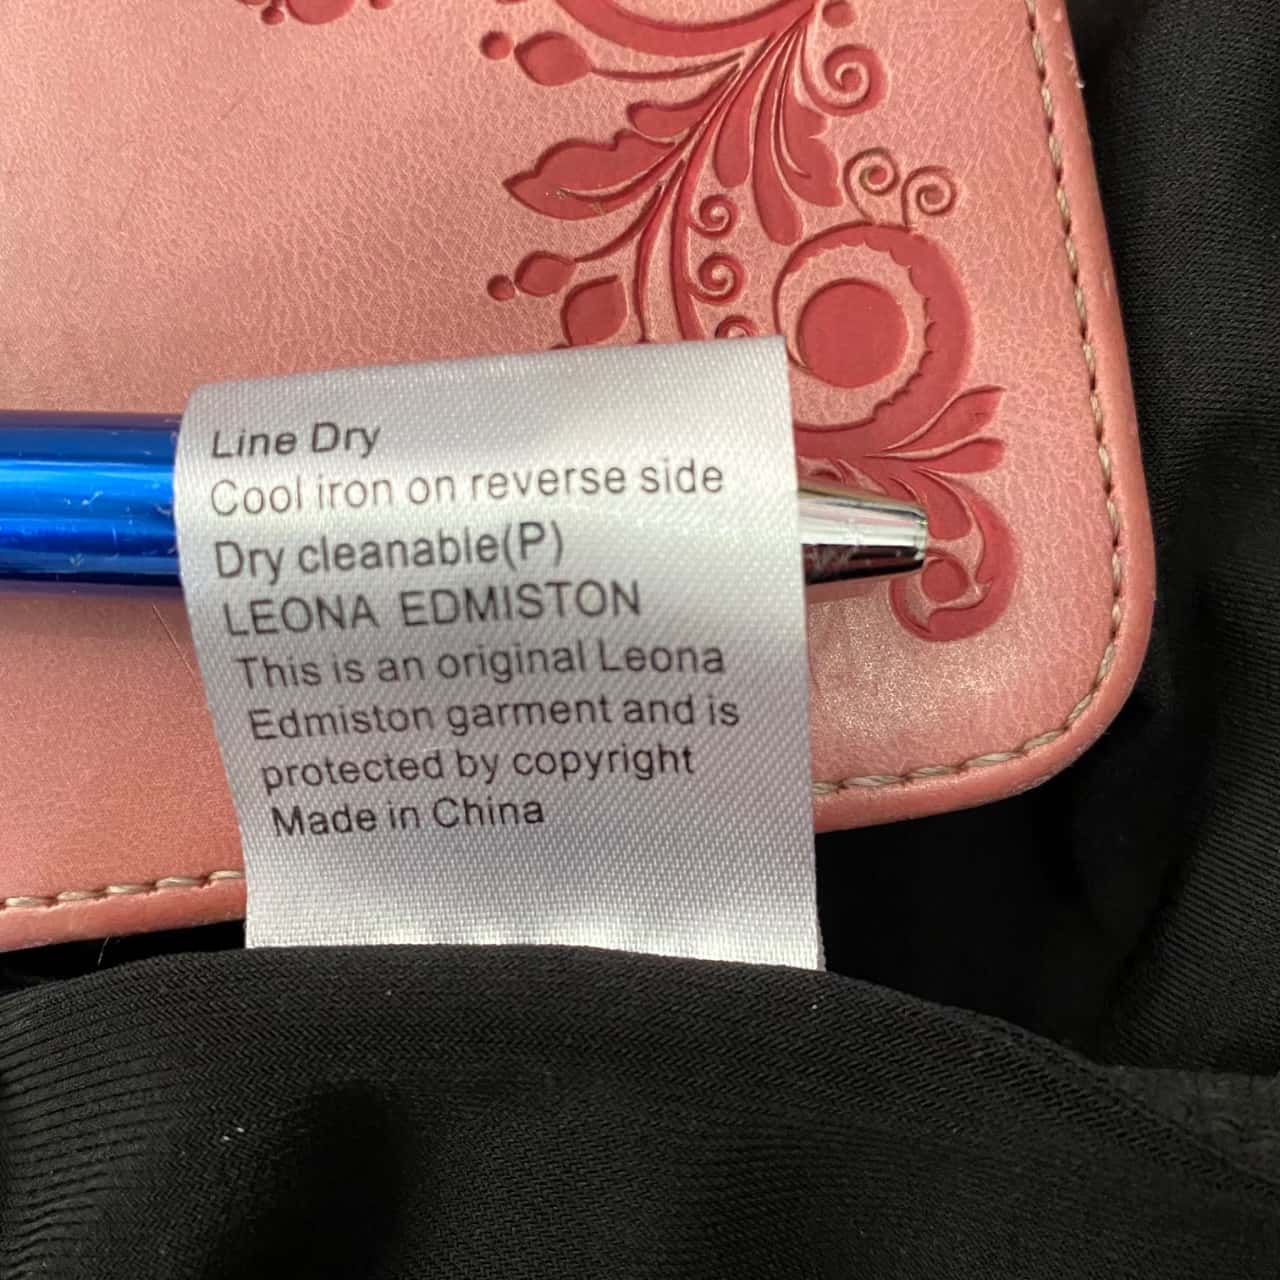 Line Dry
Cool iron on reverse side
Dry cleanable(P)
LEONA EDMISTON
This is an original Leona
Edmiston garment and is
protected by copyright
Made in China